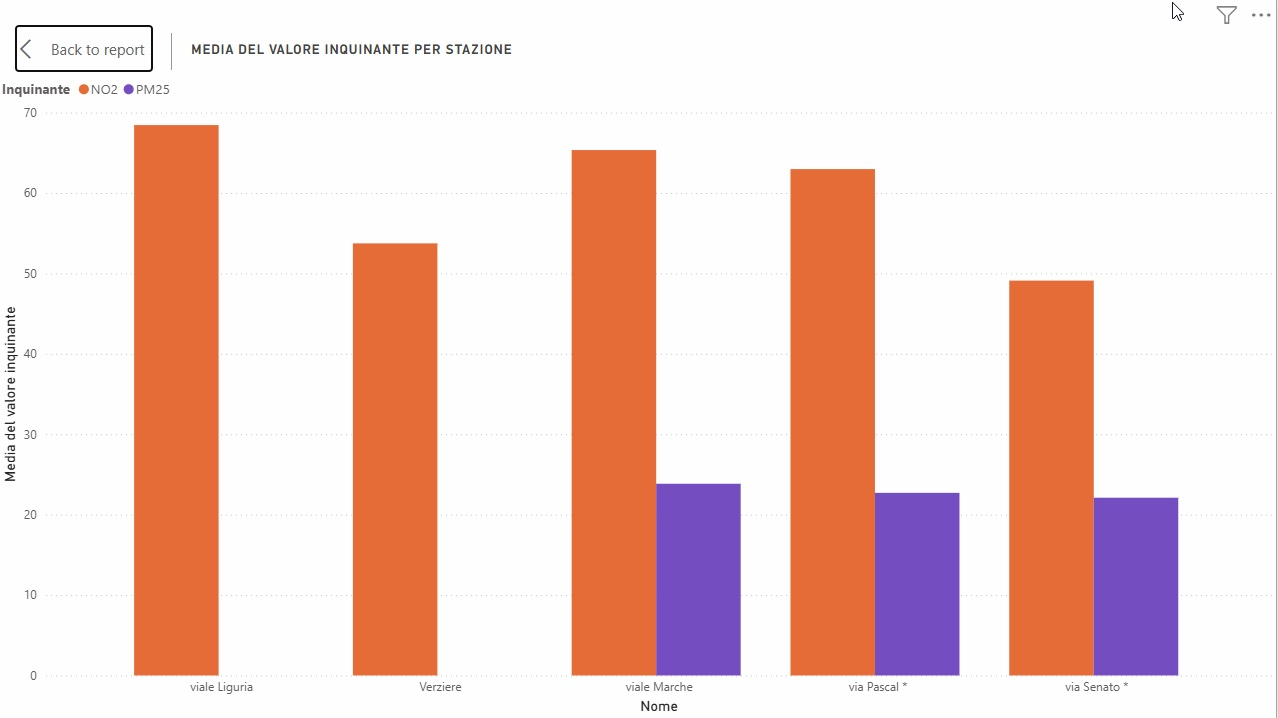 Back to report
MEDIA DEL VALORE INQUINANTE PER STAZIONE
Inquinante NO2 PM25
Media del valore inquinante
70
60
50
40
30
20
10
0
viale Liguria Verziere viale Marche via Pascal * via Senato *
Nome